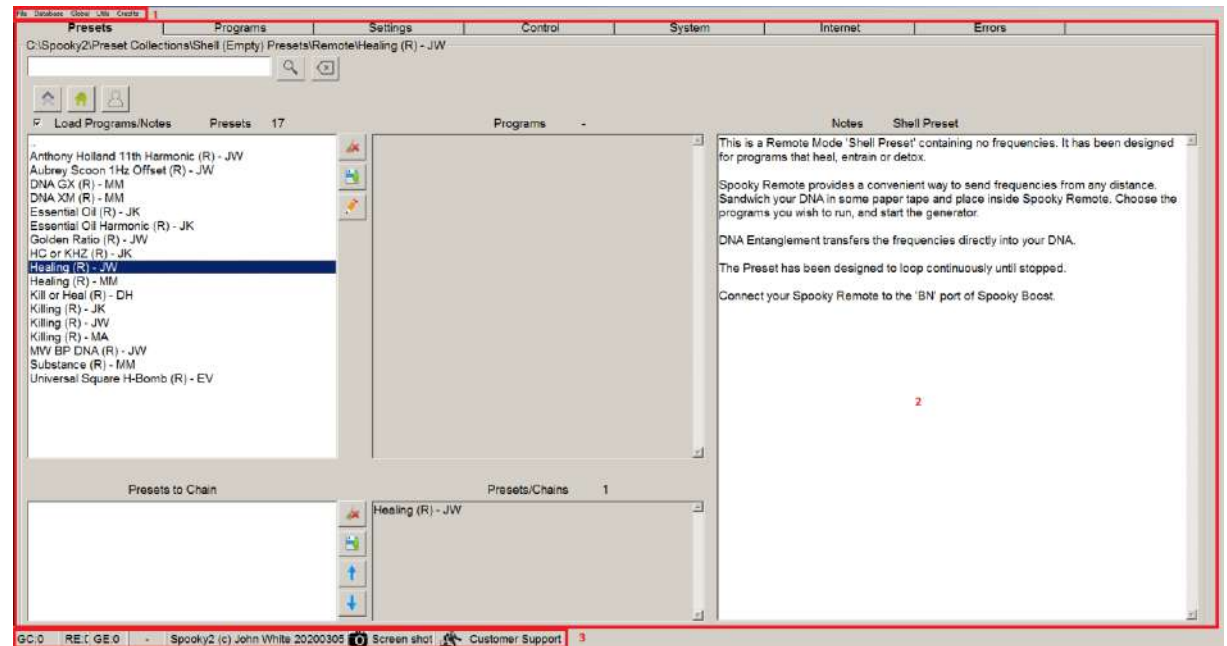 File Database Global Utils Credits 1
Presets Programs Settings Control System Internet Errors
C:\Spooky2\Preset Collections\Shell (Empty) Presets\Remote\Healing (R) - JW
Load Programs/Notes Presets 17 Programs - Notes Shell Preset
..
Anthony Holland 11th Harmonic (R) - JW
Aubrey Scoon 1Hz Offset (R) - JW
DNA GX (R) - MM
DNA XM (R) - MM
Essential Oil (R) - JK
Essential Oil Harmonic (R) - JK
Golden Ratio (R) - JW
HC or KHZ (R) - JK
Healing (R) - JW
Healing (R) - MM
Kill or Heal (R) - DH
Killing (R) - JK
Killing (R) - JW
Killing (R) - MA
MW BP DNA (R) - JW
Substance (R) - MM
Universal Square H-Bomb (R) - EV
This is a Remote Mode 'Shell Preset' containing no frequencies. It has been designed
for programs that heal, entrain or detox.
Spooky Remote provides a convenient way to send frequencies from any distance.
Sandwich your DNA in some paper tape and place inside Spooky Remote. Choose the
programs you wish to run, and start the generator.
DNA Entanglement transfers the frequencies directly into your DNA.
The Preset has been designed to loop continuously until stopped.
Connect your Spooky Remote to the 'BN' port of Spooky Boost.
2
Presets to Chain Presets/Chains 1
Healing (R) - JW
GC:0 RE:( GE:0 - Spooky2 (c) John White 20200305 Screen shot Customer Support 3